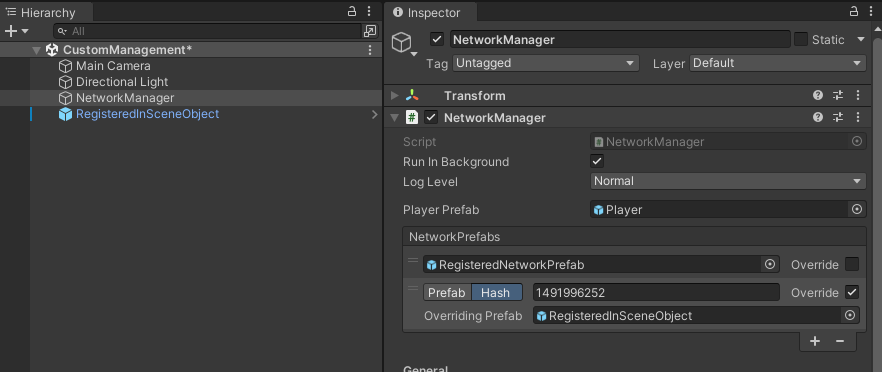 Hierarchy
All
CustomManagement*
Main Camera
Directional Light
NetworkManager
RegisteredInSceneObject
Inspector
NetworkManager
Static
Tag Untagged Layer Default
Transform
# NetworkManager
Script NetworkManager
Run In Background
Log Level Normal
Player Prefab Player
NetworkPrefabs
RegisteredNetworkPrefab Override
Prefab Hash 1491996252 Override
Overriding Prefab RegisteredInSceneObject
General